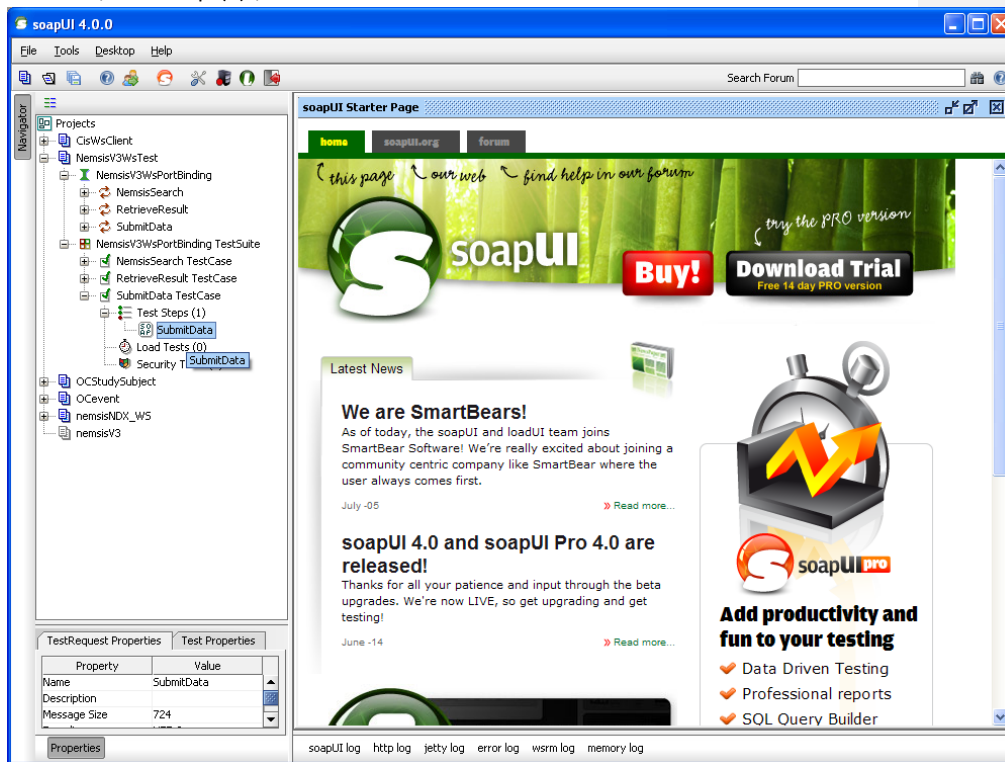 soapUI 4.0.0
File Tools Desktop Help
Search Forum
Navigator
Projects
CisWsClient
NemsisV3WsTest
NemsisV3WsPortBinding
NemsisSearch
RetrieveResult
SubmitData
NemsisV3WsPortBinding TestSuite
NemsisSearch TestCase
RetrieveResult TestCase
SubmitData TestCase
Test Steps (1)
SubmitData
Load Tests (0)
Security T
SubmitData
OCStudySubject
OCevent
nemsisNDX_WS
nemsisV3
TestRequest Properties Test Properties
Property Value
Name SubmitData
Description
Message Size 724
Properties
soapUI Starter Page
home soapUI.org forum
this page our web find help in our forum
try the PRO version
soapUI
Buy!
Download Trial
Free 14 day PRO version
Latest News
We are SmartBears!
As of today, the soapUI and loadUI team joins
SmartBear Software! We're really excited about joining a
community centric company like SmartBear where the
user always comes first.
July -05 » Read more...
soapUI 4.0 and soapUI Pro 4.0 are
released!
Thanks for all your patience and input through the beta
upgrades. We're now LIVE, so get upgrading and get
testing!
June -14 » Read more...
soapUI pro
Add productivity and
fun to your testing
Data Driven Testing
Professional reports
SQL Query Builder
soapUI log http log jetty log error log wsrm log memory log